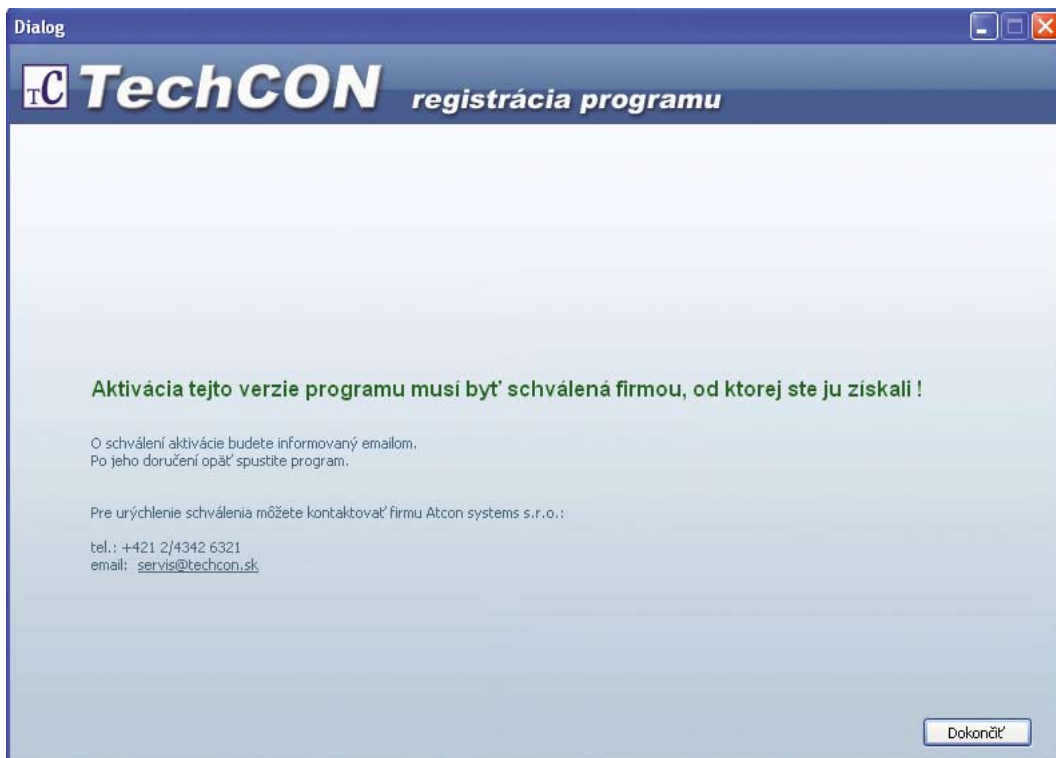 Dialog
TC TechCON registrácia programu
Aktivácia tejto verzie programu musí byť schválená firmou, od ktorej ste ju získali !
O schválení aktivácie budete informovaný emailom.
Po jeho doručení opäť spustite program.
Pre urýchlenie schválenia môžete kontaktovať firmu Atcon systems s.r.o.:
tel.: +421 2/4342 6321
email: servis@techcon.sk
Dokončiť